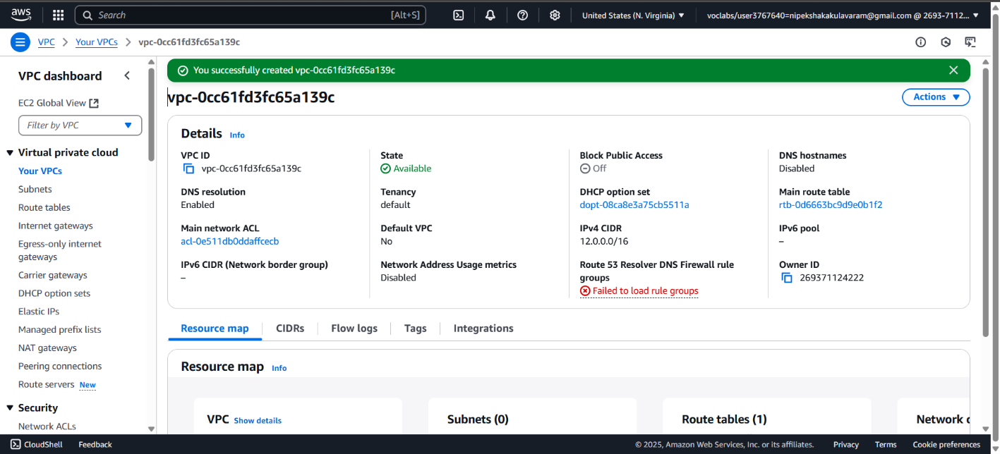 aws
Search [Alt+S]
United States (N. Virginia)
voclabs/user3767640=nipekshakakulavaram@gmail.com @ 2693-7112...
VPC
Your VPCs
vpc-0cc61fd3fc65a139c
VPC dashboard
EC2 Global View
Filter by VPC
Virtual private cloud
Your VPCs
Subnets
Route tables
Internet gateways
Egress-only internet
gateways
Carrier gateways
DHCP option sets
Elastic IPs
Managed prefix lists
NAT gateways
Peering connections
Route servers New
Security
Network ACLs
You successfully created vpc-0cc61fd3fc65a139c
vpc-0cc61fd3fc65a139c
Actions
Details Info
VPC ID
vpc-0cc61fd3fc65a139c
State
Available
Block Public Access
Off
DNS hostnames
Disabled
DNS resolution
Enabled
Tenancy
default
DHCP option set
dopt-08ca8e3a75cb5511a
Main route table
rtb-0d6663bc9d9e0b1f2
Main network ACL
acl-0e511db0ddaffcecb
Default VPC
No
IPv4 CIDR
12.0.0.0/16
IPv6 pool
–
IPv6 CIDR (Network border group)
–
Network Address Usage metrics
Disabled
Route 53 Resolver DNS Firewall rule
groups
Failed to load rule groups
Owner ID
269371124222
Resource map
CIDRs
Flow logs
Tags
Integrations
Resource map Info
VPC Show details
Subnets (0)
Route tables (1)
Network c
CloudShell
Feedback
© 2025, Amazon Web Services, Inc. or its affiliates.
Privacy
Terms
Cookie preferences